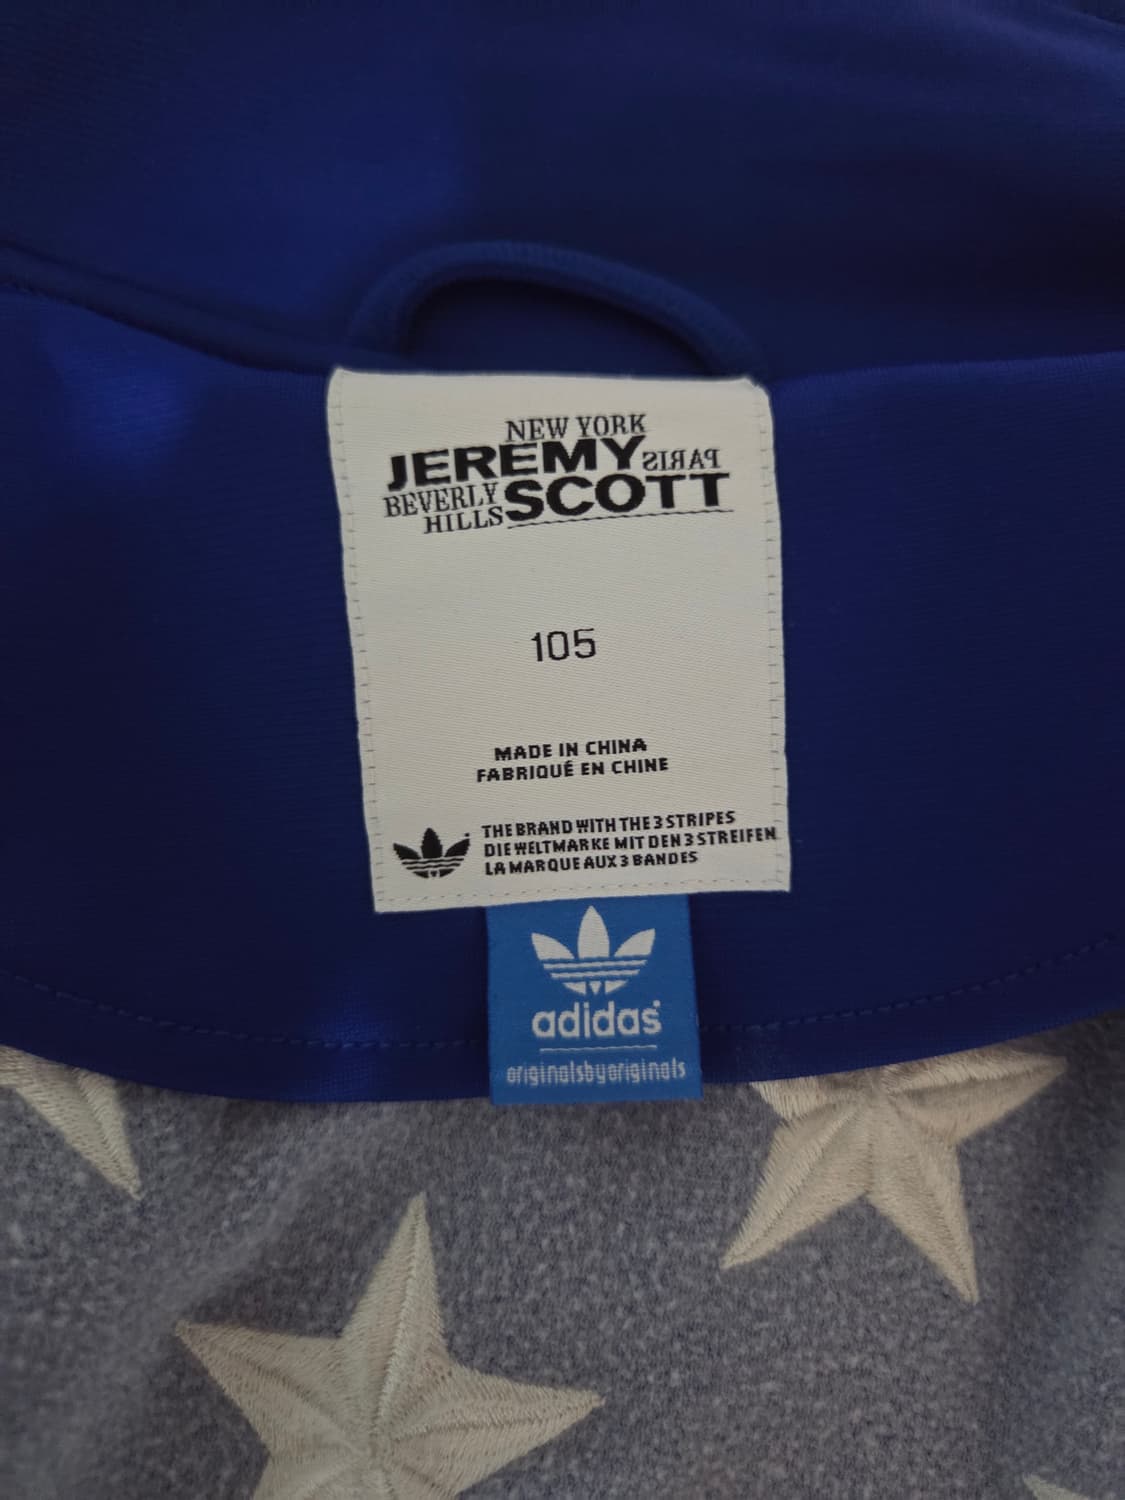 NEW YORK
JEREMY PARIS
BEVERLY SCOTT
HILLS
105
MADE IN CHINA
FABRIQUÉ EN CHINE
THE BRAND WITH THE 3 STRIPES
DIE WELTMARKE MIT DEN 3 STREIFEN
LA MARQUE AUX 3 BANDES
adidas
originalsbyoriginals